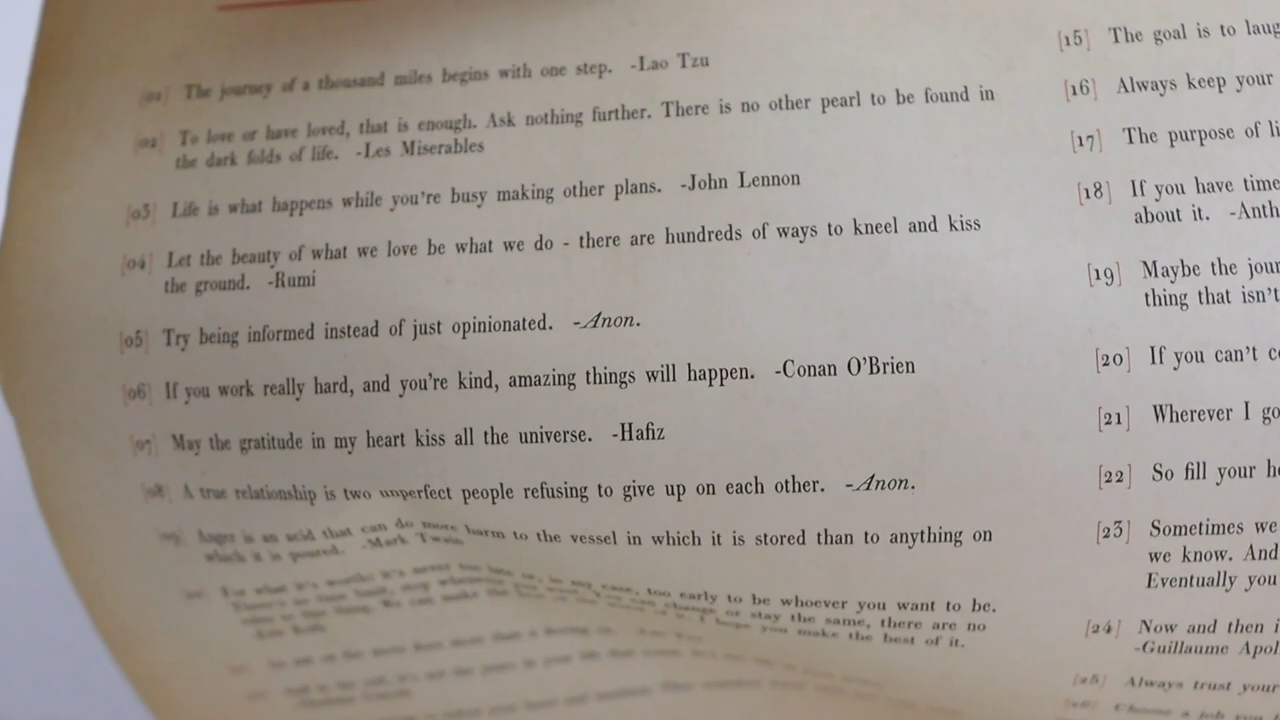 [01] The journey of a thousand miles begins with one step. -Lao Tzu
[02] To love or have loved, that is enough. Ask nothing further. There is no other pearl to be found in
the dark folds of life. -Les Miserables
[03] Life is what happens while you're busy making other plans. -John Lennon
[04] Let the beauty of what we love be what we do - there are hundreds of ways to kneel and kiss
the ground. -Rumi
[05] Try being informed instead of just opinionated. -Anon.
[06] If you work really hard, and you're kind, amazing things will happen. -Conan O'Brien
[07] May the gratitude in my heart kiss all the universe. -Hafiz
[08] A true relationship is two unperfect people refusing to give up on each other. -Anon.
[09] Anger is an acid that can do more harm to the vessel in which it is stored than to anything on
which it is poured. -Mark Twain
For what it's worth: it's never too late or, in my case, too early to be whoever you want to be.
There's no time limit, stop whenever you want. You can change or stay the same, there are no
rules to this thing. We can make the best or the worst of it. I hope you make the best of it.
[15] The goal is to laug
[16] Always keep your
[17] The purpose of li
[18] If you have time
about it. -Anth
[19] Maybe the jour
thing that isn't
[20] If you can't c
[21] Wherever I go
[22] So fill your h
[23] Sometimes we
we know. And
Eventually you
[24] Now and then i
-Guillaume Apol
[25] Always trust your
[26] Choose a job you